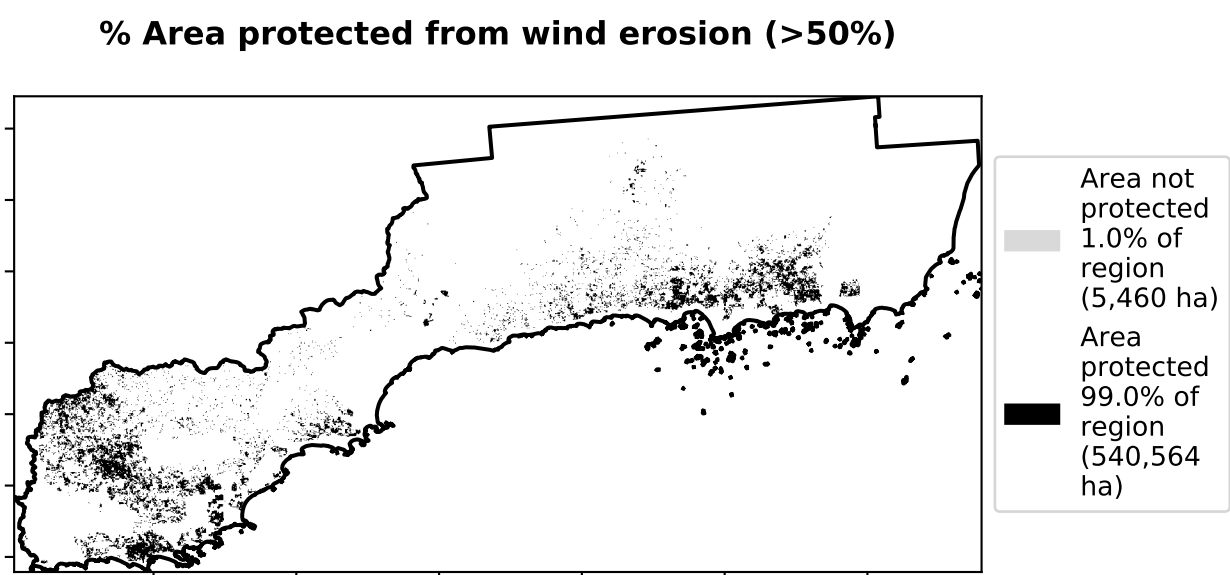 % Area protected from wind erosion (>50%)
Area not
protected
1.0% of
region
(5,460 ha)
Area
protected
99.0% of
region
(540,564
ha)